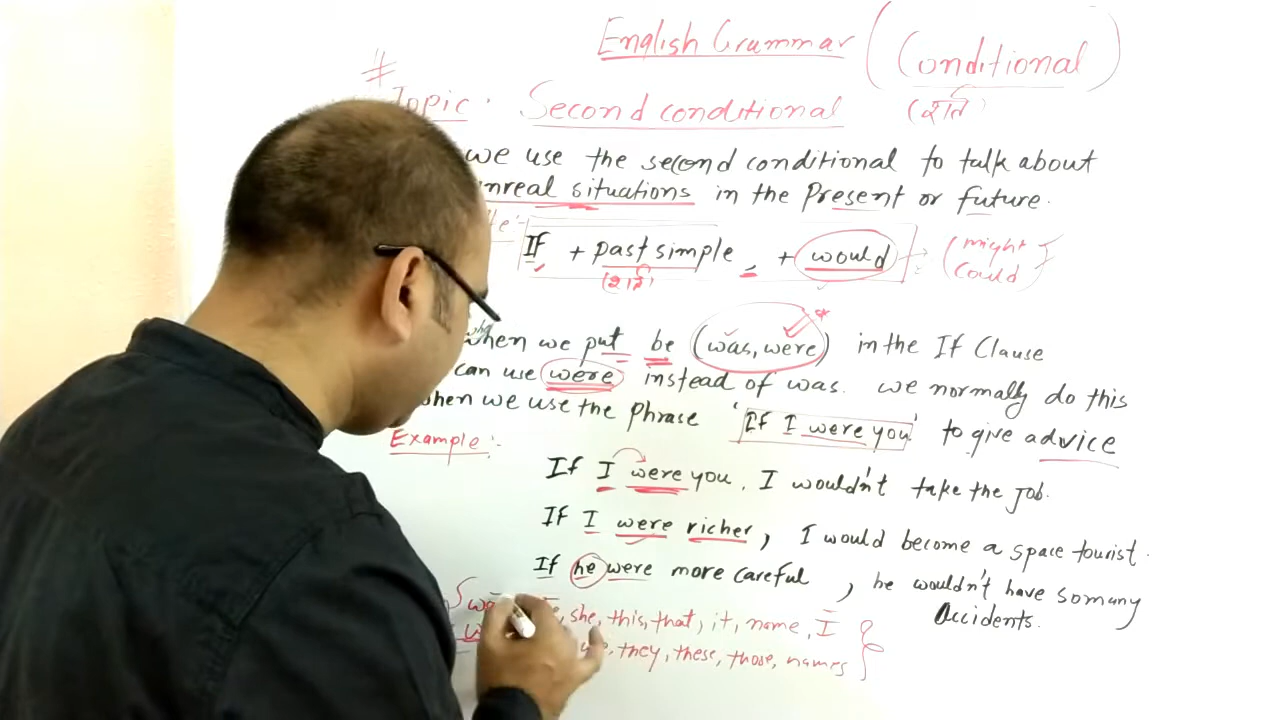 English Grammar (Conditional)
(शर्त)
# Topic : Second conditional
we use the second conditional to talk about
unreal situations in the Present or future.
If + past simple, + would (might could)
(शर्त)
when we put be (was, were) in the If Clause
can use were instead of was. we normally do this
when we use the Phrase 'If I were you' to give advice
Example :-
If I were you, I wouldn't take the Job.
If I were richer, I would become a space tourist.
If he were more careful, he wouldn't have so many
Accidents.
she, this, that, it, name, I
they, these, those, names